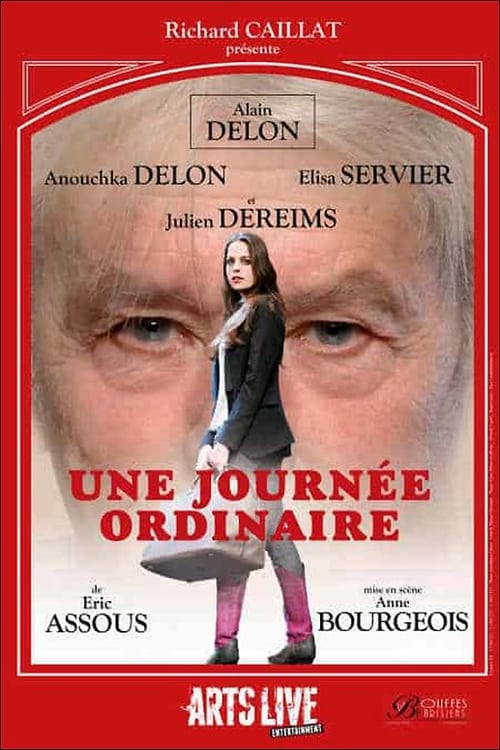 Richard CAILLAT
présente
Alain
DELON
Anouchka DELON
Elisa SERVIER
et
Julien DEREIMS
UNE JOURNÉE
ORDINAIRE
de
Eric
ASSOUS
mise en scène
Anne
BOURGEOIS
ARTS LIVE
ENTERTAINMENT
BOUFFES
PARISIENS